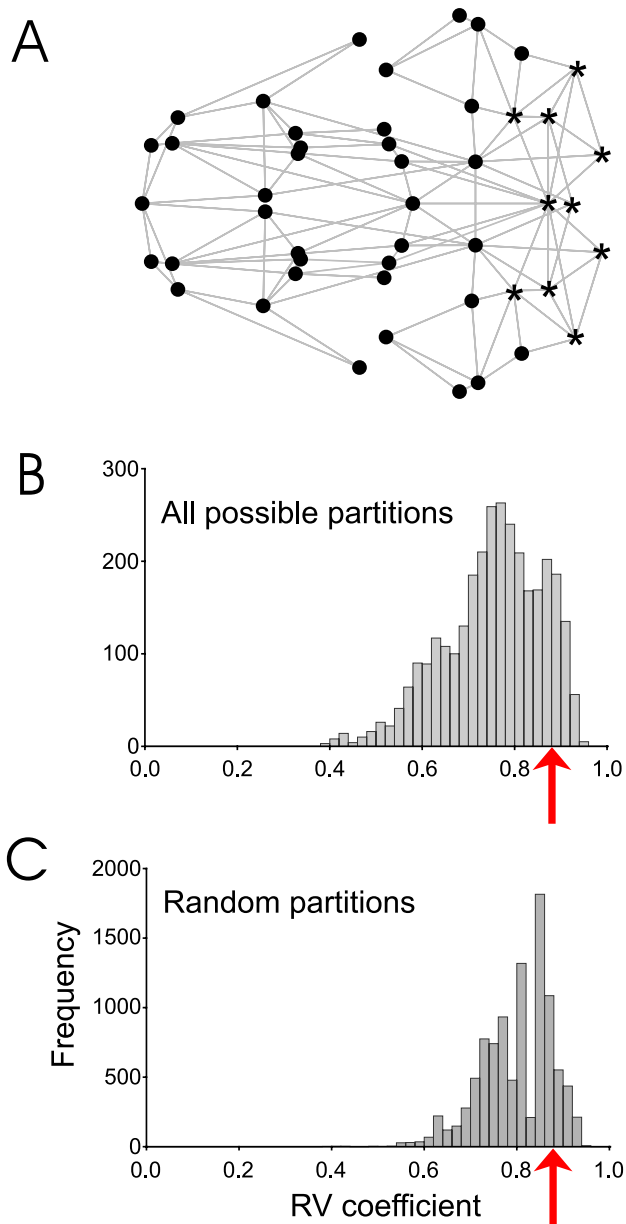 A
B
300
All possible partitions
200
100
0
0.0 0.2 0.4 0.6 0.8 1.0
C
2000
Random partitions
1500
Frequency
1000
500
0
0.0 0.2 0.4 0.6 0.8 1.0
RV coefficient